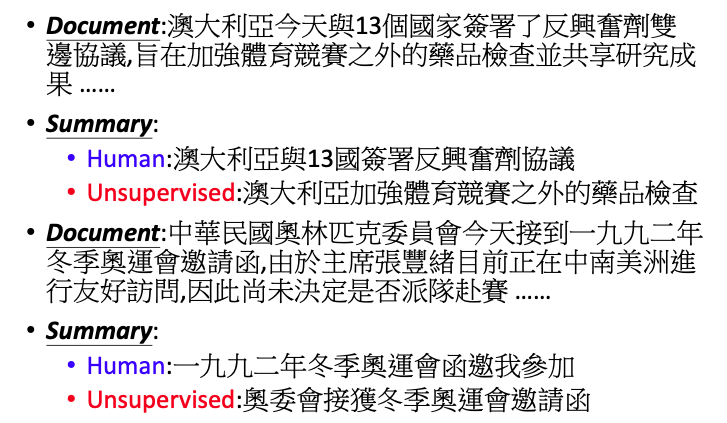 • Document:澳大利亞今天與13個國家簽署了反興奮劑雙
邊協議,旨在加強體育競賽之外的藥品檢查並共享研究成
果 ……
• Summary:
• Human:澳大利亞與13國簽署反興奮劑協議
• Unsupervised:澳大利亞加強體育競賽之外的藥品檢查
• Document:中華民國奧林匹克委員會今天接到一九九二年
冬季奧運會邀請函,由於主席張豐緒目前正在中南美洲進
行友好訪問,因此尚未決定是否派隊赴賽 ……
• Summary:
• Human:一九九二年冬季奧運會函邀我參加
• Unsupervised:奧委會接獲冬季奧運會邀請函